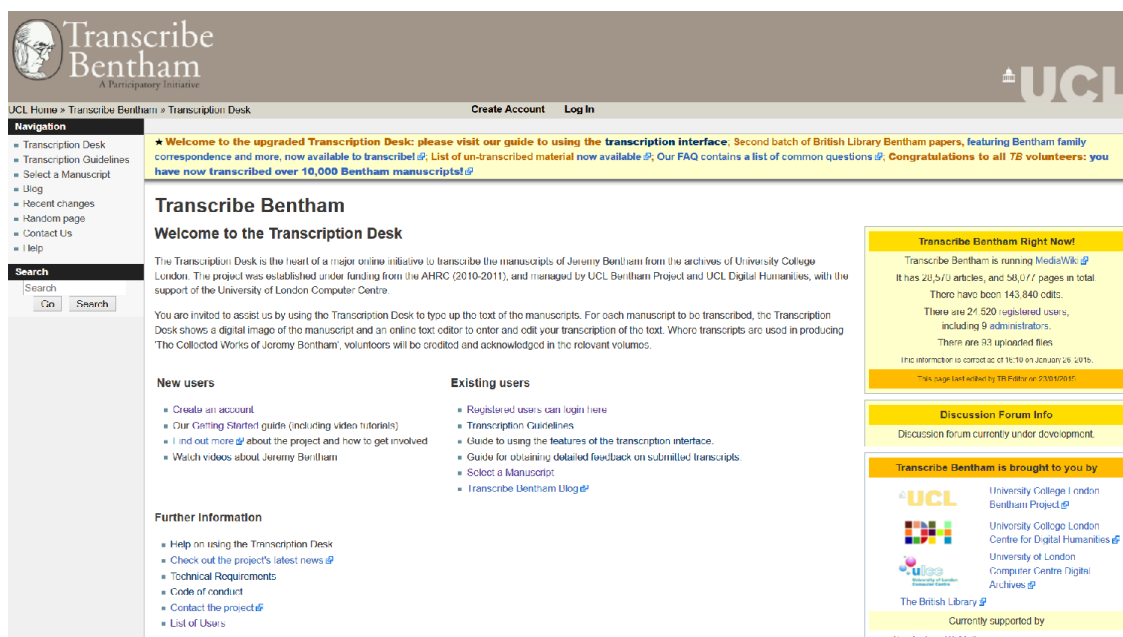 Transcribe
Bentham
A Participatory Initiative
UCL
UCL Home » Transcribe Bentham » Transcription Desk
Create Account Log In
Navigation
Transcription Desk
Transcription Guidelines
Select a Manuscript
Blog
Recent changes
Random page
Contact Us
Help
Search
Search
Go Search
★ Welcome to the upgraded Transcription Desk: please visit our guide to using the transcription interface; Second batch of British Library Bentham papers, featuring Bentham family
correspondence and more, now available to transcribe!; List of un-transcribed material now available; Our FAQ contains a list of common questions; Congratulations to all TB volunteers: you
have now transcribed over 10,000 Bentham manuscripts!
Transcribe Bentham
Welcome to the Transcription Desk
The Transcription Desk is the heart of a major online initiative to transcribe the manuscripts of Jeremy Bentham from the archives of University College
London. The project was established under funding from the AHRC (2010-2011), and managed by UCL Bentham Project and UCL Digital Humanities, with the
support of the University of London Computer Centre.
You are invited to assist us by using the Transcription Desk to type up the text of the manuscripts. For each manuscript to be transcribed, the Transcription
Desk shows a digital image of the manuscript and an online text editor to enter and edit your transcription of the text. Where transcripts are used in producing
'The Collected Works of Jeremy Bentham', volunteers will be credited and acknowledged in the relevant volumes.
New users
Create an account
Our Getting Started guide (including video tutorials)
Find out more about the project and how to get involved
Watch videos about Jeremy Bentham
Existing users
Registered users can login here
Transcription Guidelines
Guide to using the features of the transcription interface.
Guide for obtaining detailed feedback on submitted transcripts.
Select a Manuscript
Transcribe Bentham Blog
Further information
Help on using the Transcription Desk
Check out the project's latest news
Technical Requirements
Code of conduct
Contact the project
List of Users
Transcribe Bentham Right Now!
Transcribe Bentham is running MediaWiki
It has 28,570 articles, and 58,077 pages in total.
There have been 143,840 edits.
There are 24,520 registered users,
including 9 administrators.
There are 93 uploaded files
This information is correct as of 16:10 on January 26, 2015.
This page last edited by TB Editor on 23/01/2015
Discussion Forum Info
Discussion forum currently under development.
Transcribe Bentham is brought to you by
UCL
University College London
Bentham Project
University College London
Centre for Digital Humanities
ulcc
University of London
Computer Centre
University of London
Computer Centre Digital
Archives
The British Library
Currently supported by